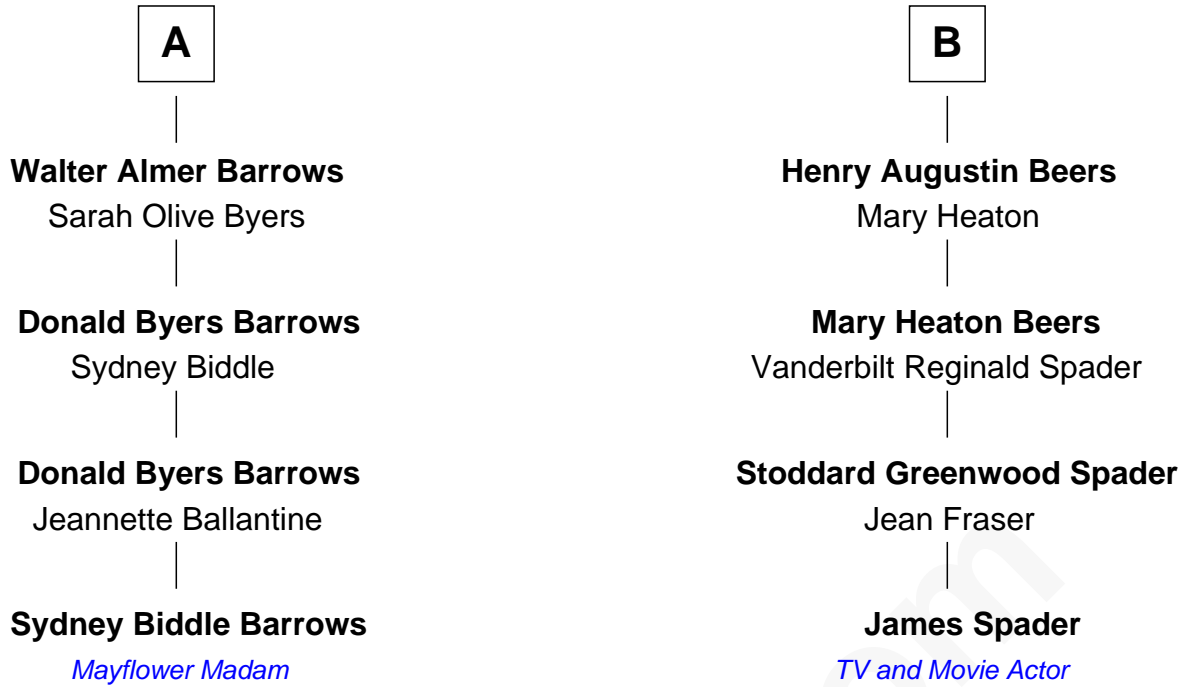 A
Walter Almer Barrows
Sarah Olive Byers
Donald Byers Barrows
Sydney Biddle
Donald Byers Barrows
Jeannette Ballantine
Sydney Biddle Barrows
Mayflower Madam
B
Henry Augustin Beers
Mary Heaton
Mary Heaton Beers
Vanderbilt Reginald Spader
Stoddard Greenwood Spader
Jean Fraser
James Spader
TV and Movie Actor